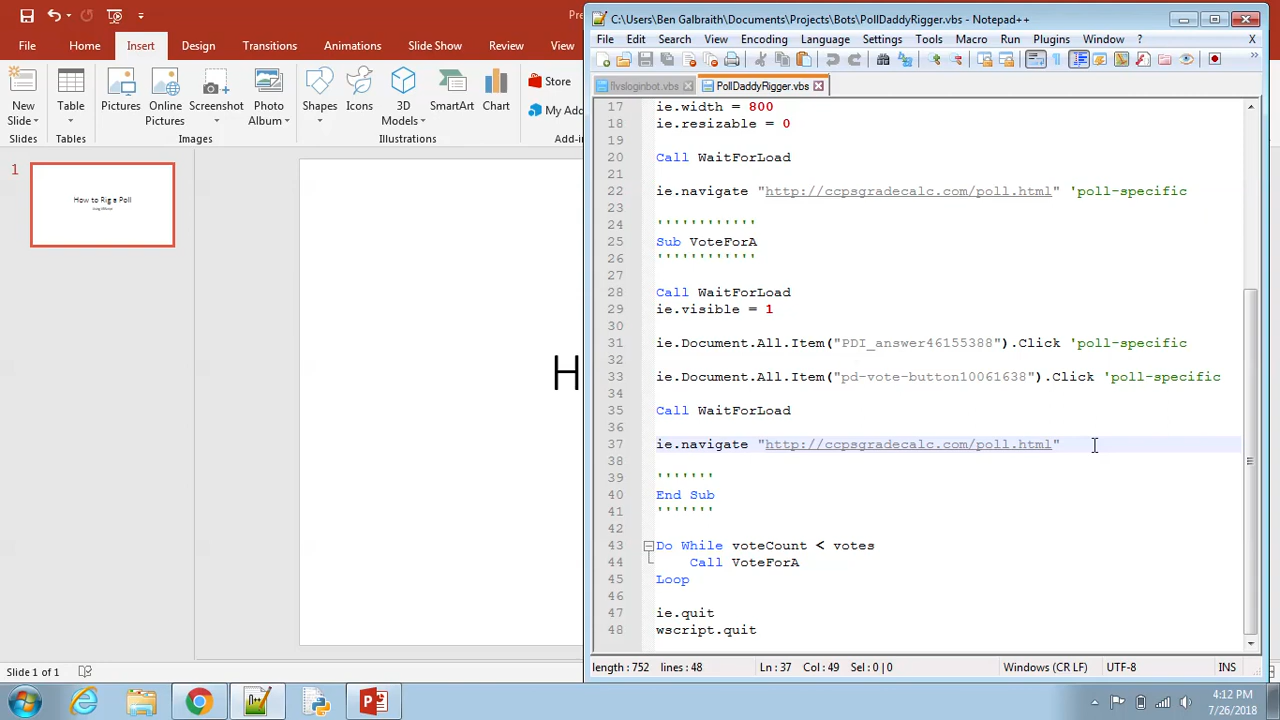 Pre
File
Home
Insert
Design
Transitions
Animations
Slide Show
Review
View
New
Slide
Table
Pictures
Online
Pictures
Screenshot
Photo
Album
Shapes
Icons
3D
Models
SmartArt
Chart
Store
My Ad
Slides
Tables
Images
Illustrations
Add-in
1
How to Rig a Poll
H
Slide 1 of 1
C:\Users\Ben Galbraith\Documents\Projects\Bots\PollDaddyRigger.vbs - Notepad++
File Edit Search View Encoding Language Settings Tools Macro Run Plugins Window ? X
flvsloginbot.vbs
PollDaddyRigger.vbs
17 ie.width = 800
18 ie.resizable = 0
19
20 Call WaitForLoad
21
22 ie.navigate "http://ccpsgradecalc.com/poll.html" 'poll-specific
23
24 ''''''''''''
25 Sub VoteForA
26 ''''''''''''
27
28 Call WaitForLoad
29 ie.visible = 1
30
31 ie.Document.All.Item("PDI_answer46155388").Click 'poll-specific
32
33 ie.Document.All.Item("pd-vote-button10061638").Click 'poll-specific
34
35 Call WaitForLoad
36
37 ie.navigate "http://ccpsgradecalc.com/poll.html"
38
39 '''''''
40 End Sub
41 '''''''
42
43 Do While voteCount < votes
44 Call VoteForA
45 Loop
46
47 ie.quit
48 wscript.quit
length : 752 lines : 48 Ln : 37 Col : 49 Sel : 0 | 0 Windows (CR LF) UTF-8 INS
4:12 PM
7/26/2018